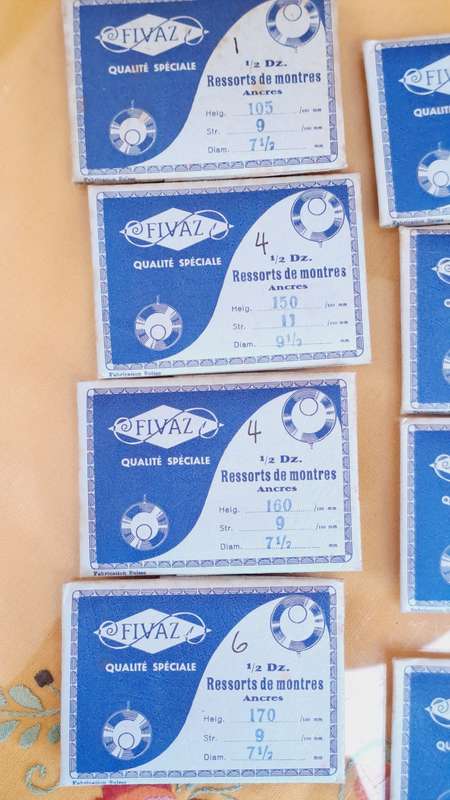 FIVAZ
QUALITÉ SPÉCIALE
1
1/2 Dz.
Ressorts de montres
Ancres
Heig. 105 /100 mm
Str. 9 /100 mm
Diam. 7 1/2 mm
Fabrication Suisse
FIVAZ
QUALITÉ SPÉCIALE
4
1/2 Dz.
Ressorts de montres
Ancres
Heig. 150 /100 mm
Str. 11 /100 mm
Diam. 9 1/2 mm
Fabrication Suisse
FIVAZ
QUALITÉ SPÉCIALE
4
1/2 Dz.
Ressorts de montres
Ancres
Heig. 160 /100 mm
Str. 9 /100 mm
Diam. 7 1/2 mm
Fabrication Suisse
FIVAZ
QUALITÉ SPÉCIALE
6
1/2 Dz.
Ressorts de montres
Ancres
Heig. 170 /100 mm
Str. 9 /100 mm
Diam. 7 1/2 mm
FIV
QUALIT